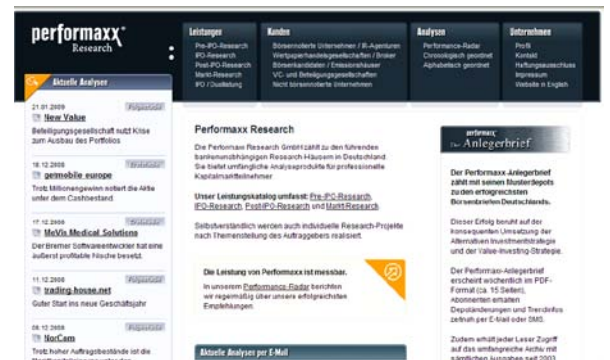 performaxx
Research
Leistungen
Pre-IPO-Research
IPO-Research
Post-IPO-Research
Markt-Research
IPO / Duallisting
Kunden
Börsennotierte Unternehmen / IR-Agenturen
Wertpapierhandelsgesellschaften / Broker
Börsenkandidaten / Emissionshäuser
VC- und Beteiligungsgesellschaften
Nicht börsennotierte Unternehmen
Analysen
Performance-Radar
Chronologisch geordnet
Alphabetisch geordnet
Unternehmen
Profil
Kontakt
Haftungsausschluss
Impressum
Website in English
Aktuelle Analysen
21.01.2009
New Value
Beteiligungsgesellschaft nutzt Krise
zum Ausbau des Portfolios
18.12.2008
getmobile europe
Trotz Millionengewinn notiert die Aktie
unter dem Cashbestand
17.12.2008
MeVis Medical Solutions
Der Bremer Softwareentwickler hat eine
äußerst profitable Nische besetzt.
11.12.2008
trading-house.net
Guter Start ins neue Geschäftsjahr
08.12.2008
NorCom
Trotz hoher Auftragsbestände ist die
Performaxx Research
Die Performaxx Research GmbH zählt zu den führenden
bankenunabhängigen Research-Häusern in Deutschland.
Sie bietet umfängliche Analyseprodukte für professionelle
Kapitalmarktteilnehmer.
Unser Leistungskatalog umfasst: Pre-IPO-Research,
IPO-Research, Post-IPO-Research und Markt-Research.
Selbstverständlich werden auch individuelle Research-Projekte
nach Themenstellung des Auftraggebers realisiert.
Die Leistung von Performaxx ist messbar.
In unserem Performance-Radar berichten
wir regelmäßig über unsere erfolgreichsten
Empfehlungen.
Aktuelle Analysen per E-Mail
performaxx
Der Anlegerbrief
Der Performaxx-Anlegerbrief
zählt mit seinen Musterdepots
zu den erfolgreichsten
Börsenbriefen Deutschlands.
Dieser Erfolg beruht auf der
konsequenten Umsetzung der
Alternativen Investmentstrategie
und der Value-Investing-Strategie.
Der Performaxx-Anlegerbrief
erscheint wöchentlich im PDF-
Format (ca. 15 Seiten),
Abonnenten erhalten
Depotänderungen und Trendinfos
zeitnah per E-Mail oder SMS.
Zudem erhält jeder Leser Zugriff
auf das umfangreiche Archiv mit
sämtlichen Ausgaben seit 2003.